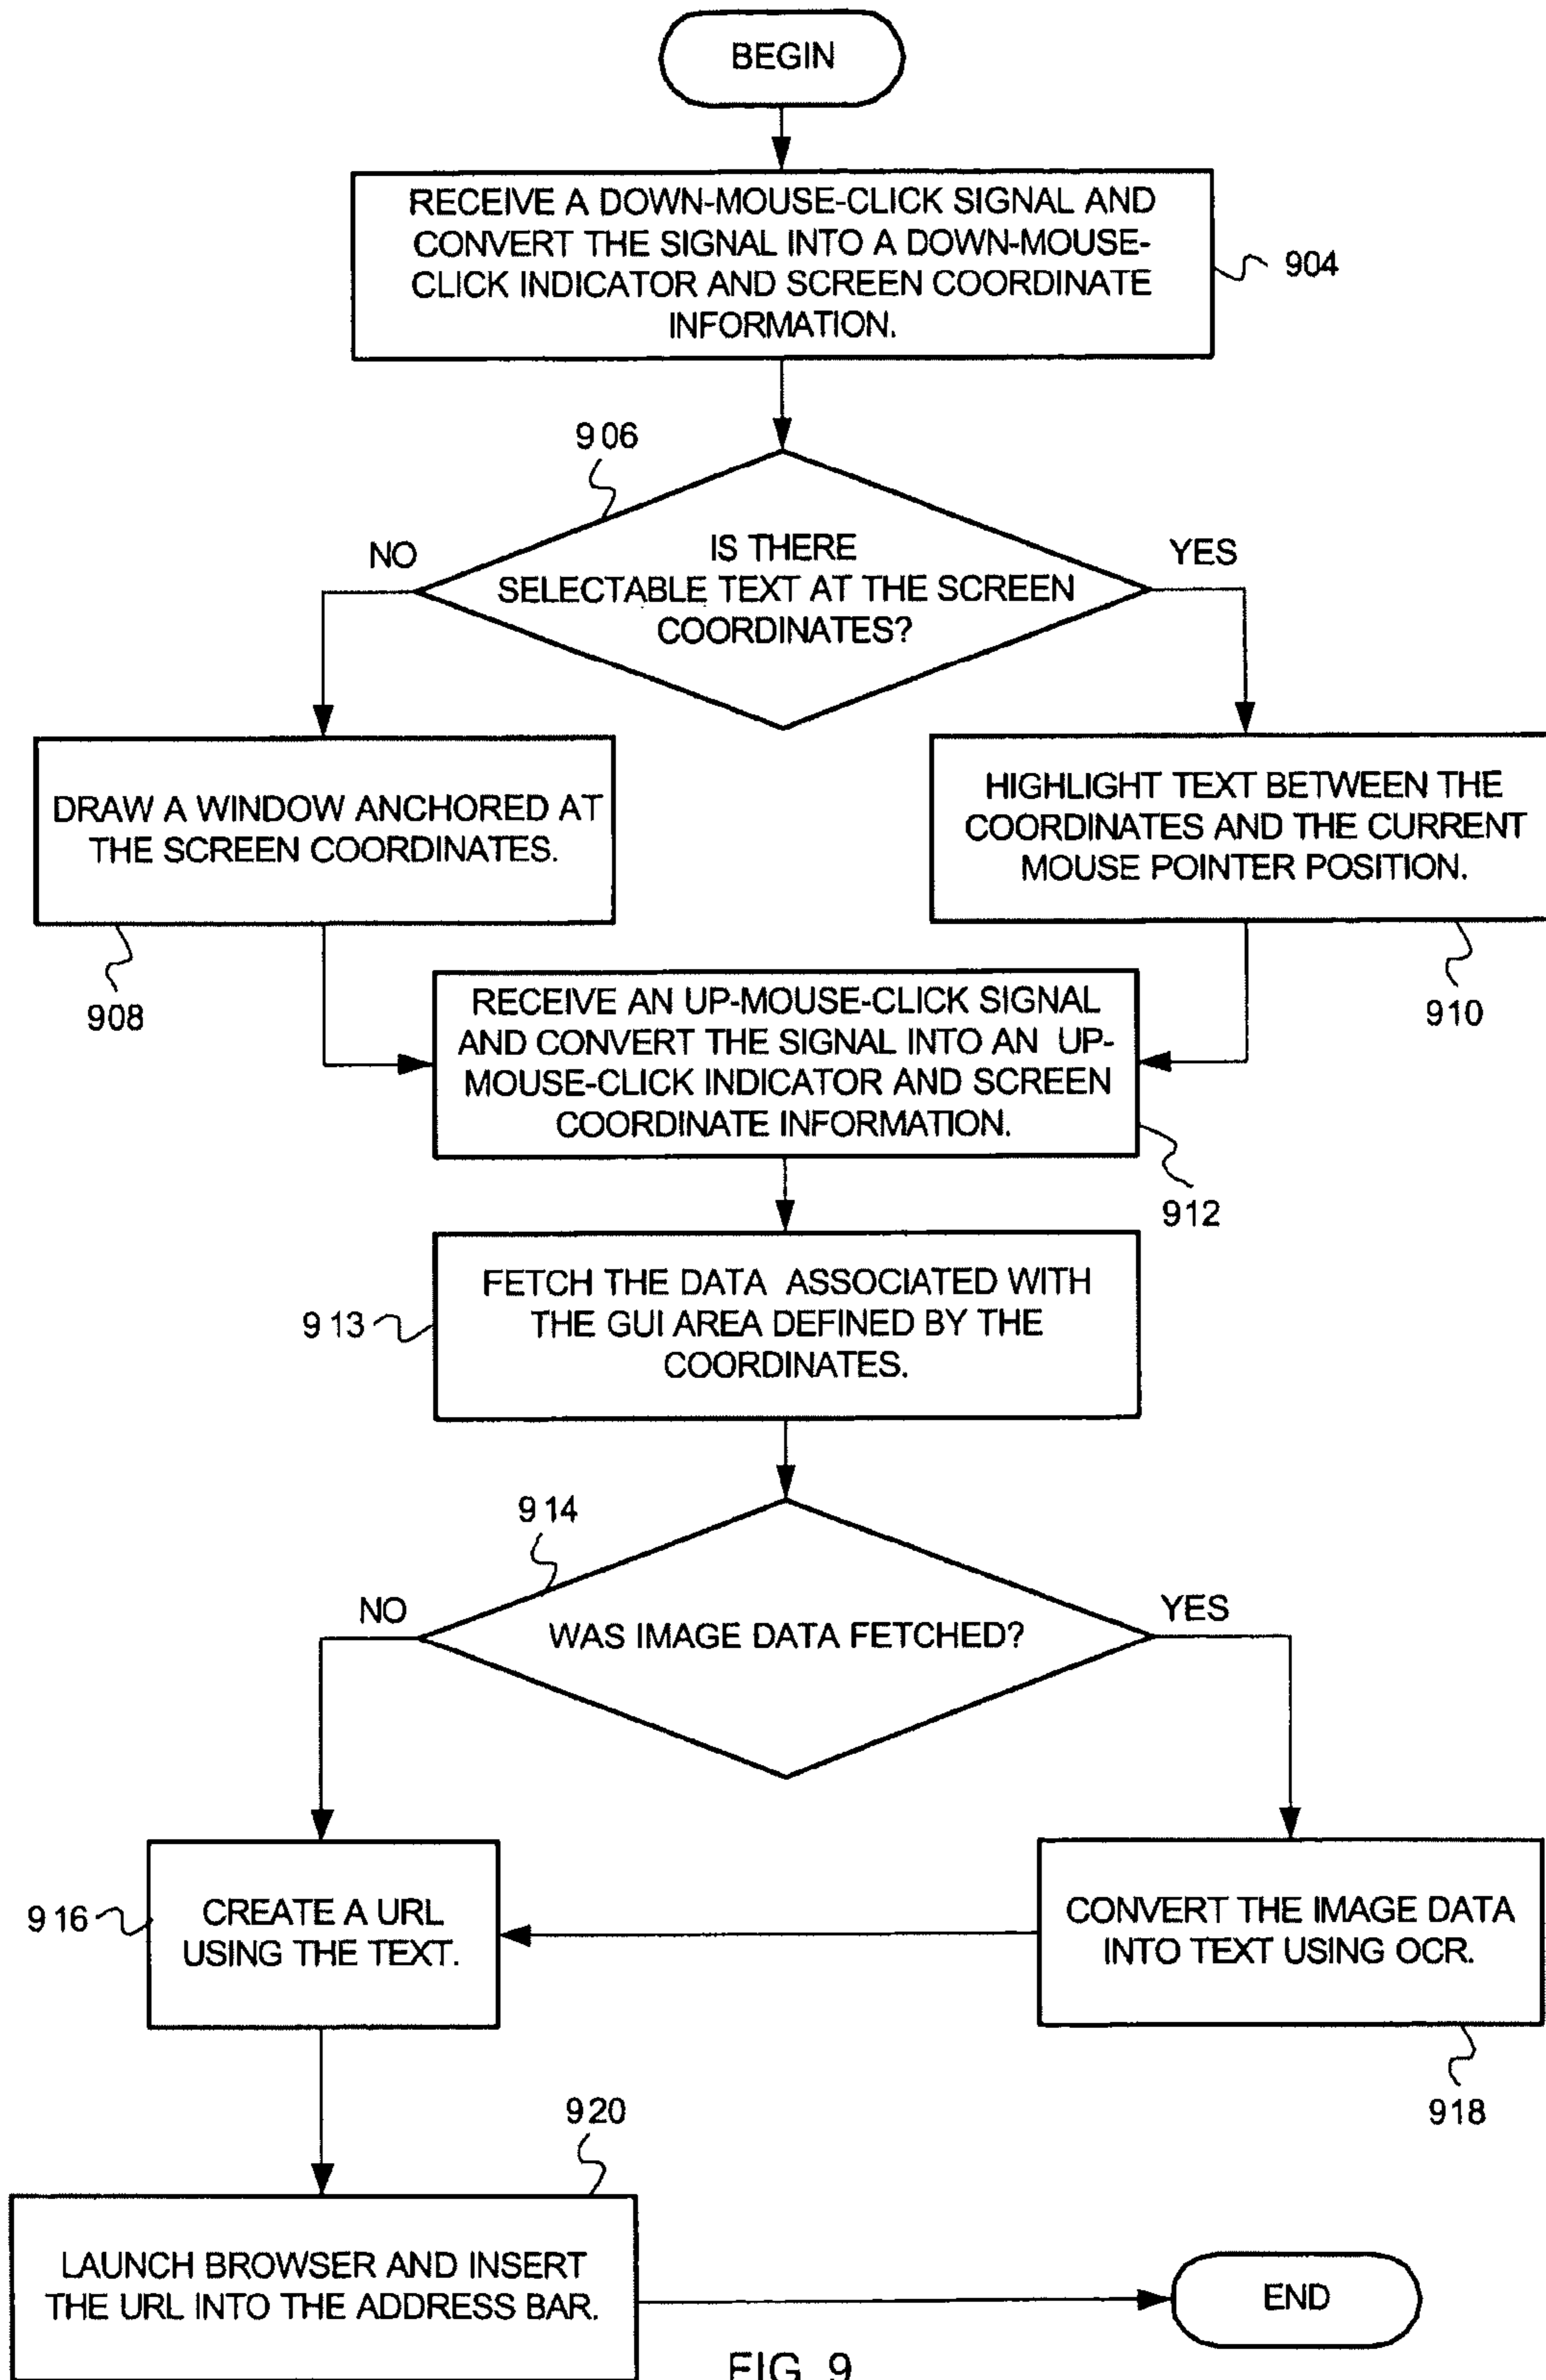 BEGIN
RECEIVE A DOWN-MOUSE-CLICK SIGNAL AND
CONVERT THE SIGNAL INTO A DOWN-MOUSE-
CLICK INDICATOR AND SCREEN COORDINATE
INFORMATION.
904
906
NO
YES
IS THERE
SELECTABLE TEXT AT THE SCREEN
COORDINATES?
DRAW A WINDOW ANCHORED AT
THE SCREEN COORDINATES.
908
HIGHLIGHT TEXT BETWEEN THE
COORDINATES AND THE CURRENT
MOUSE POINTER POSITION.
910
RECEIVE AN UP-MOUSE-CLICK SIGNAL
AND CONVERT THE SIGNAL INTO AN UP-
MOUSE-CLICK INDICATOR AND SCREEN
COORDINATE INFORMATION.
912
FETCH THE DATA ASSOCIATED WITH
THE GUI AREA DEFINED BY THE
COORDINATES.
913
914
NO
YES
WAS IMAGE DATA FETCHED?
916
CREATE A URL
USING THE TEXT.
CONVERT THE IMAGE DATA
INTO TEXT USING OCR.
918
920
LAUNCH BROWSER AND INSERT
THE URL INTO THE ADDRESS BAR.
END
FIG. 9